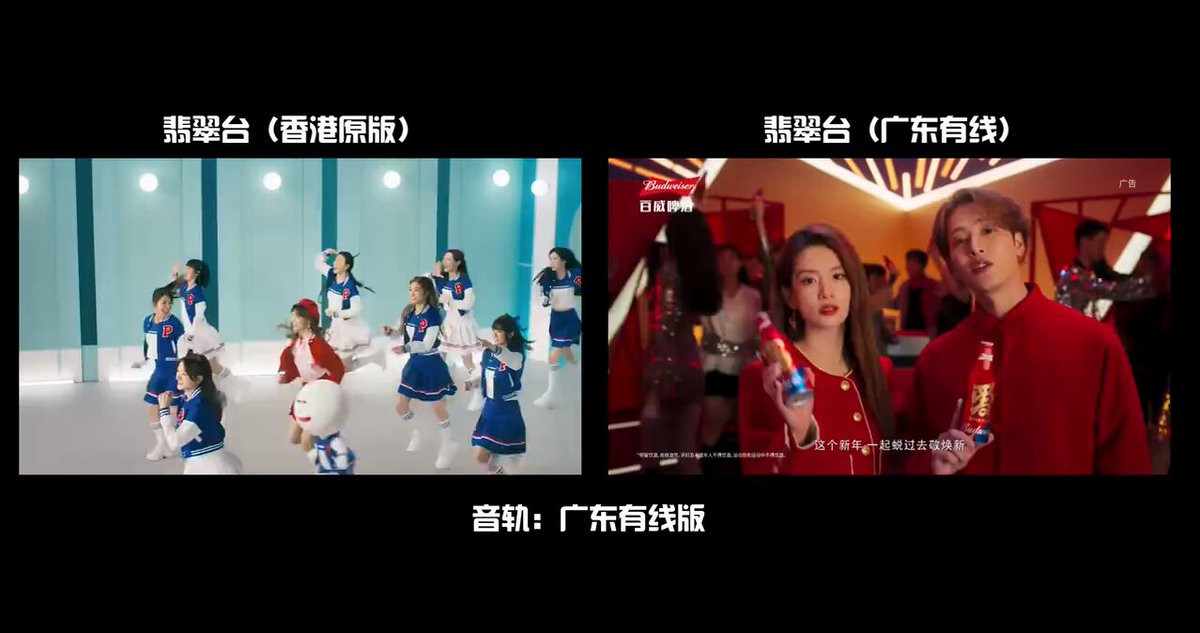 翡翠台（香港原版）
翡翠台（广东有线）
P
P
P
P
P
Budweiser
百威啤酒
广告
这个新年 一起蜕过去敬焕新
音轨：广东有线版